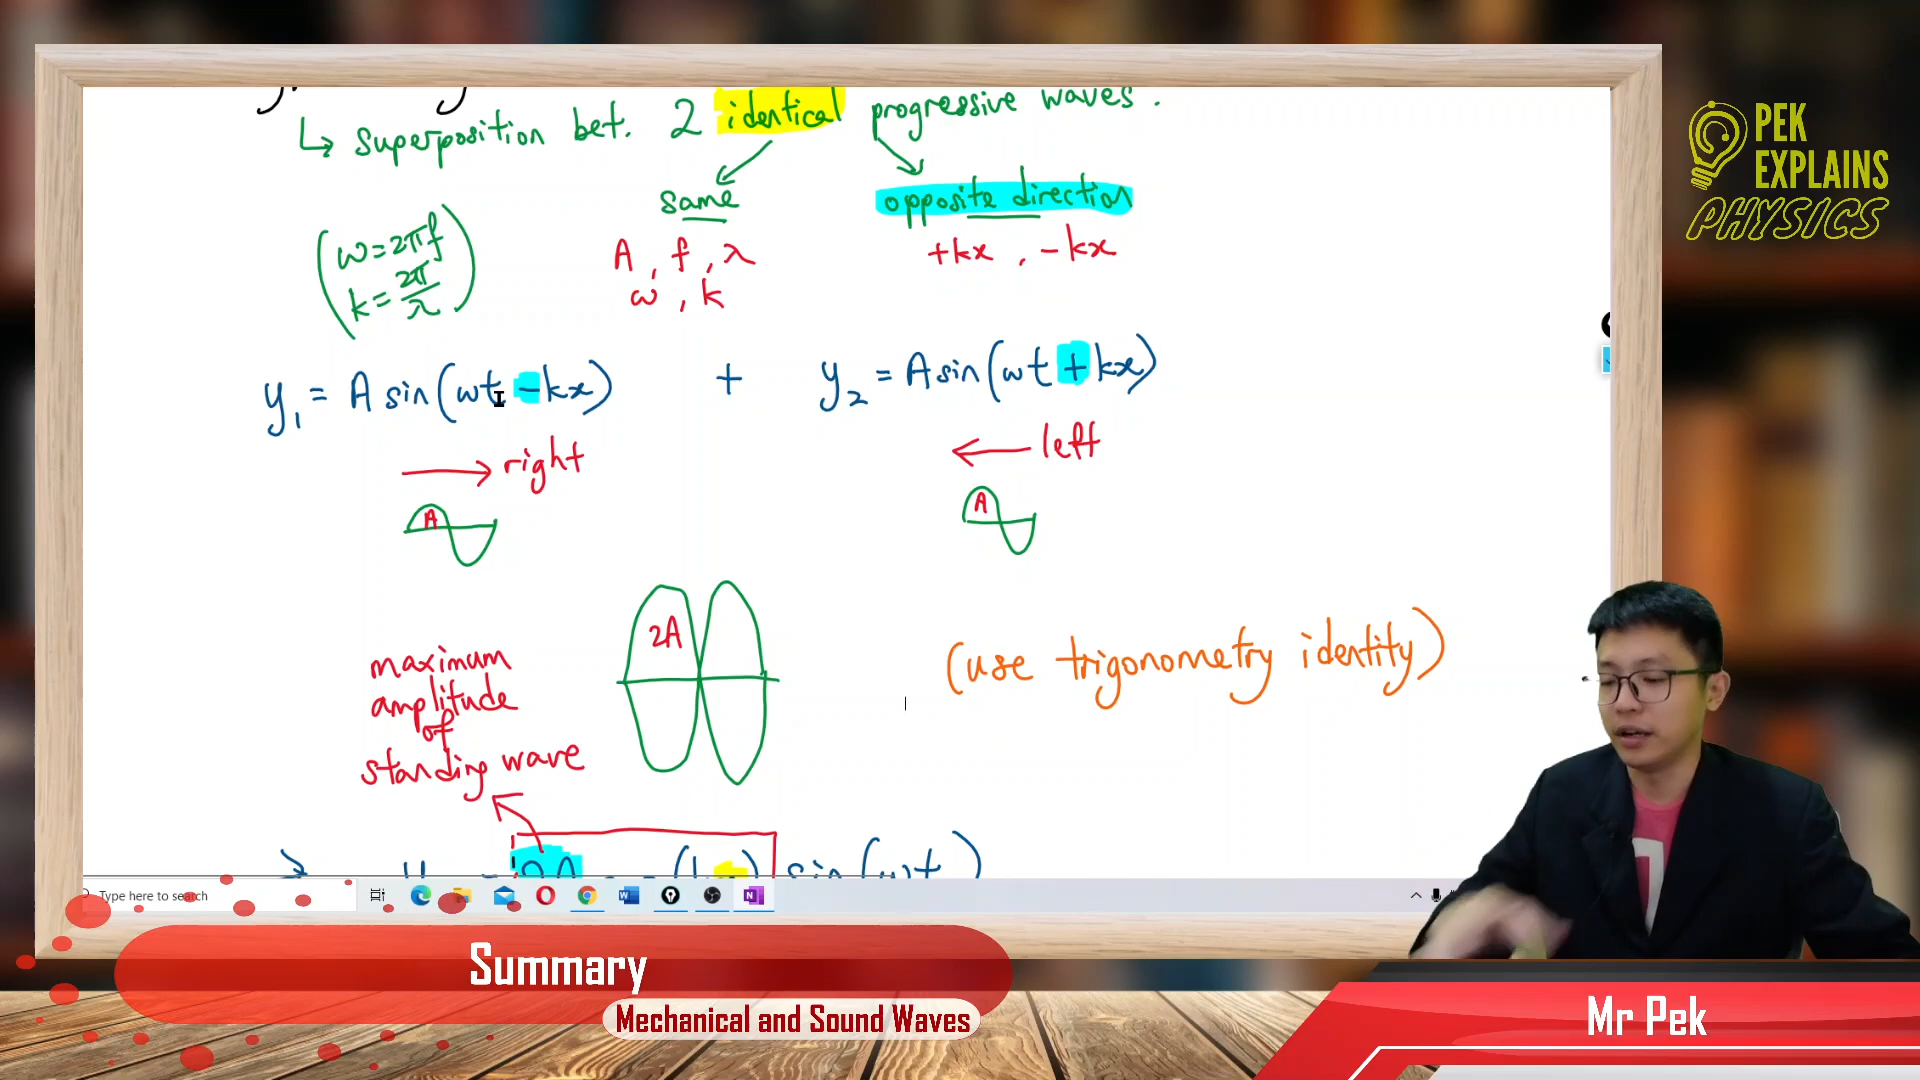 ↳ superposition bet. 2 identical progressive waves.
same
opposite direction
(ω = 2πf
k = 2π/λ)
A, f, λ
ω, k
+kx, -kx
y₁ = A sin(ωt - kx) + y₂ = A sin(ωt + kx)
→ right
← left
A
A
2A
maximum
amplitude
of
standing wave
(use trigonometry identity)
sin(ωt)
Type here to search
PEK
EXPLAINS
PHYSICS
Summary
Mechanical and Sound Waves
Mr Pek